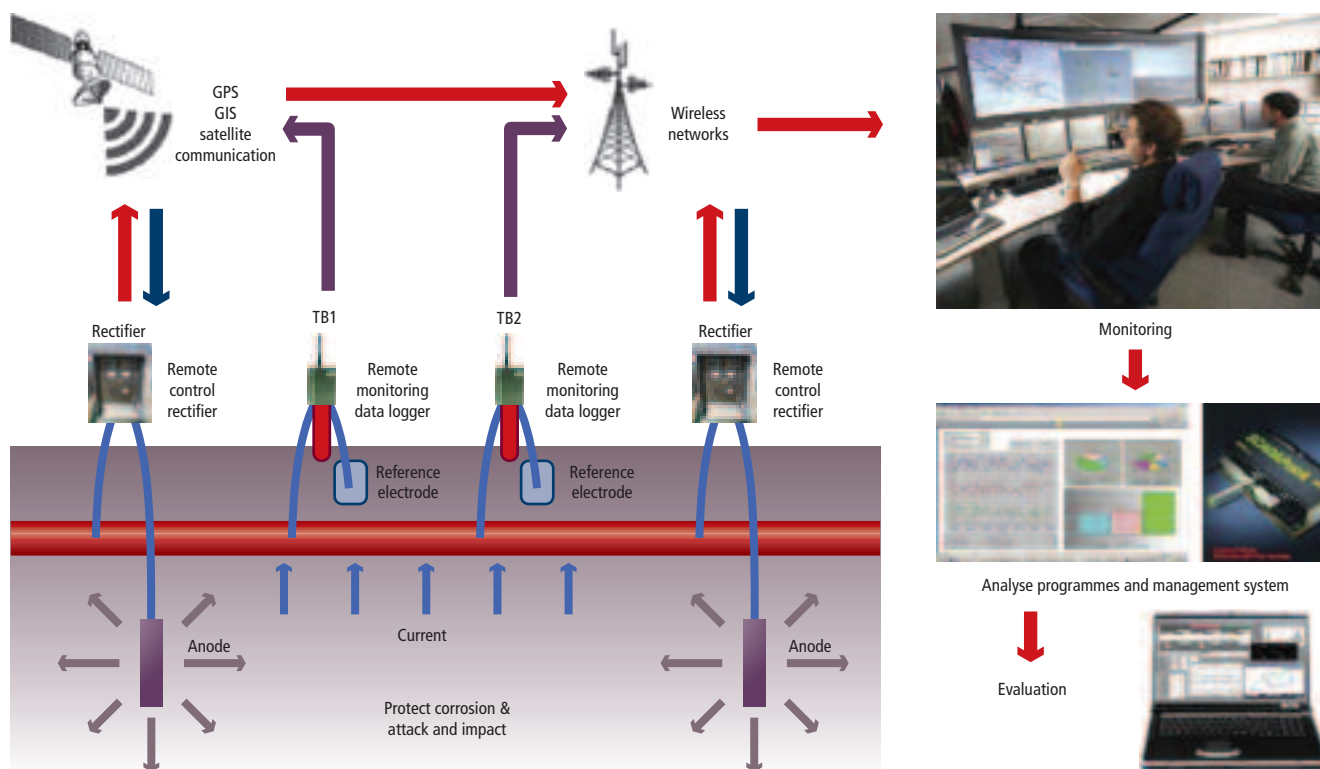 GPS
GIS
satellite
communication
Wireless
networks
Rectifier
TB1
TB2
Rectifier
Remote
control
rectifier
Remote
monitoring
data logger
Remote
monitoring
data logger
Remote
control
rectifier
Reference
electrode
Reference
electrode
Anode
Current
Anode
Protect corrosion &
attack and impact
Monitoring
Analyse programmes and management system
Evaluation